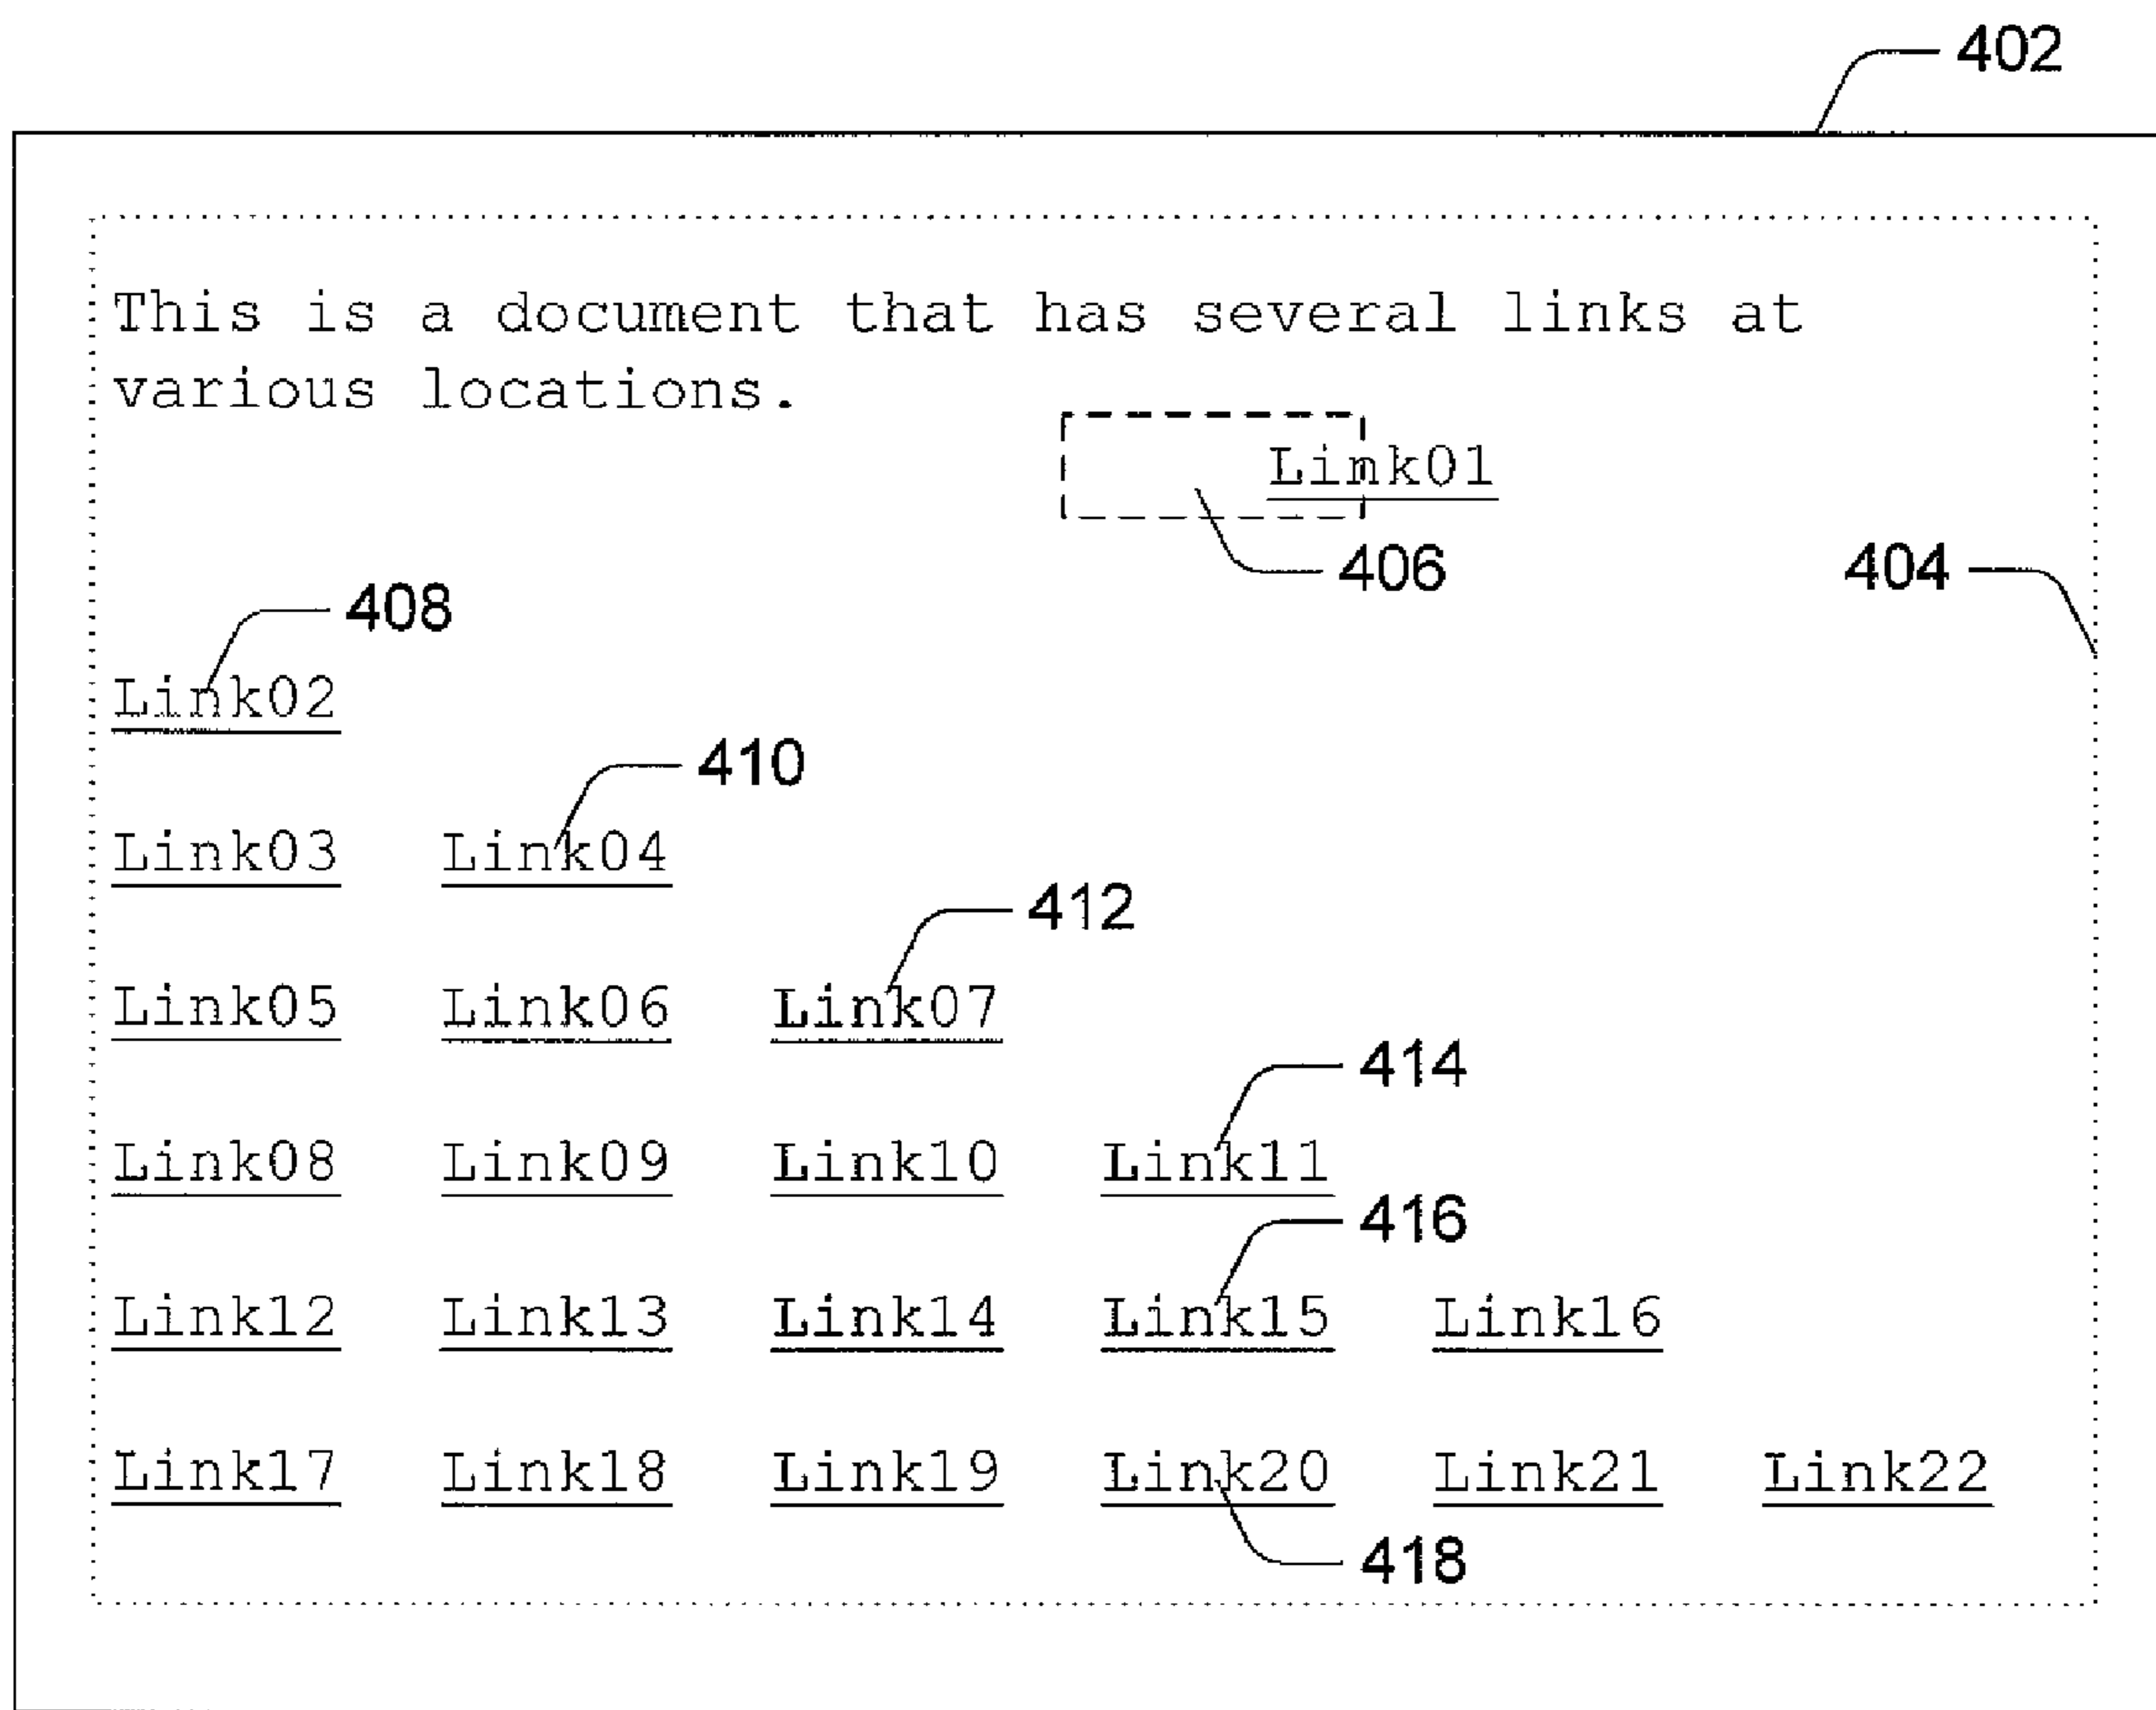 402
This is a document that has several links at
various locations.
Link01
406
404
408
Link02
410
Link03 Link04
412
Link05 Link06 Link07
414
Link08 Link09 Link10 Link11
416
Link12 Link13 Link14 Link15 Link16
Link17 Link18 Link19 Link20 Link21 Link22
418